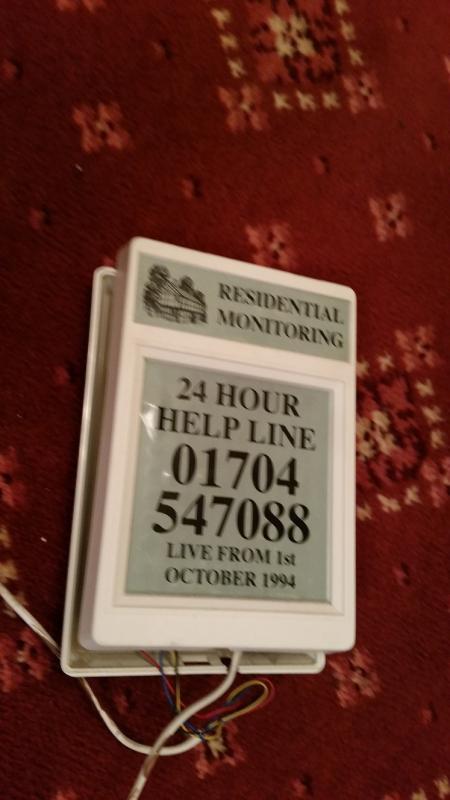 RESIDENTIAL
MONITORING
24 HOUR
HELP LINE
01704
547088
LIVE FROM 1st
OCTOBER 1994